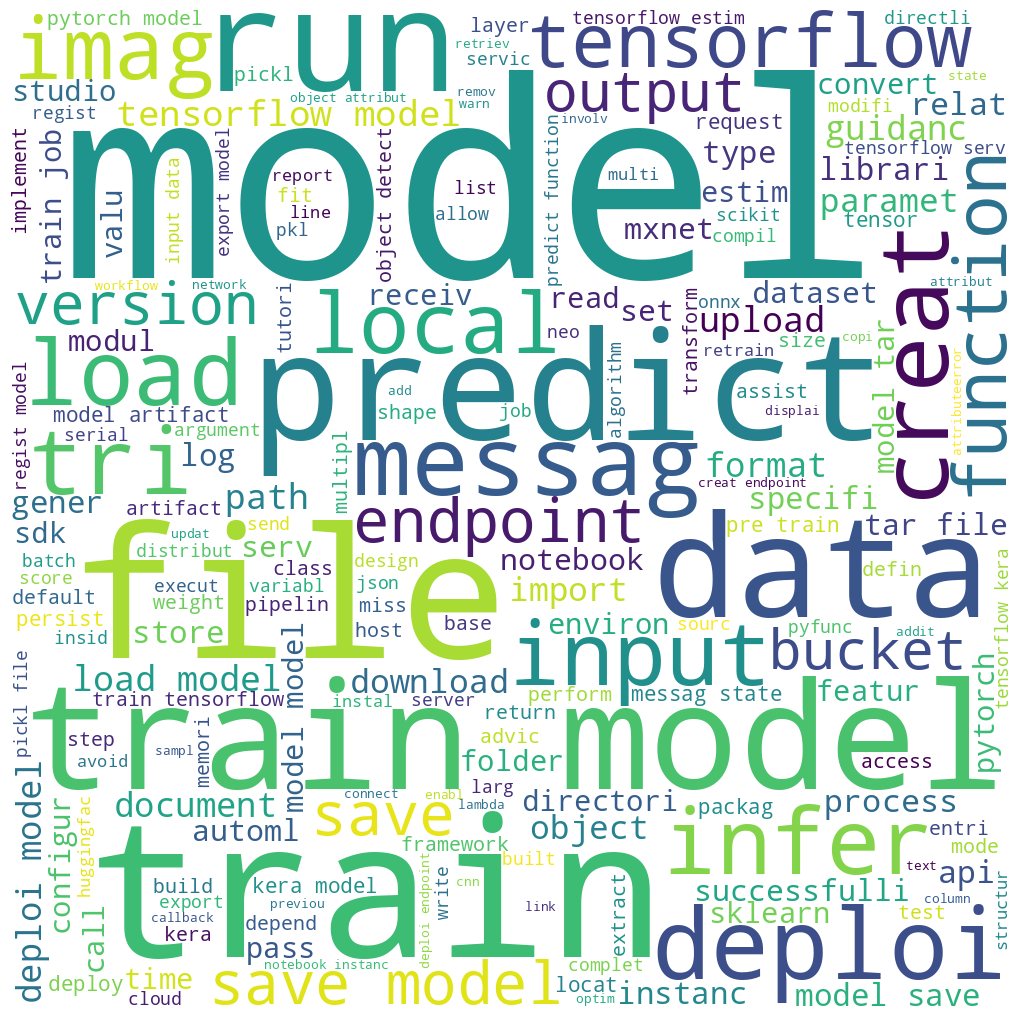 pytorch model
imag
run
layer
tensorflow estim
directli
retriev
servic
tensorflow
pickl
studio
object attribut
remov
warn
output
convert
state
regist
tensorflow model
involv
modifi
relat
implement
train job
valu
input data
export model
model
report
fit
line
pkl
object detect
list
allow
predict function
multi
request
type
estim
mxnet
guidanc
tensorflow serv
librari
scikit
compil
paramet
tensor
function
creat
workflow
network
version
tutori
local
receiv
read
set
neo
onnx
dataset
upload
transform
retrain
size
copi
attribut
modul
load
predict
model artifact
serial
argument
add
shape
job
algorithm
assist
displai
model tar
attributeerror
regist model
tri
log
multipl
messag
format
creat endpoint
specifi
gener
path
artifact
send
endpoint
pre train
tar file
sdk
updat
distribut
serv
design
notebook
data
batch
score
default
file
execut
class
variabl
json
import
defin
weight
pipelin
miss
persist
insid
store
host
base
environ
sourc
pyfunc
addit
input
bucket
tensorflow kera
pickl file
load model
model model
download
perform
messag state
featur
pytorch
train tensorflow
instal
server
return
train model
step
avoid
sampl
memori
advic
folder
access
larg
deploi model
connect
enabl
lambda
document
save
directori
packag
process
configur
huggingfac
automl
framework
object
infer
entri
mode
train
built
text
api
build
kera model
deploi endpoint
cnn
write
extract
successfulli
column
structur
export
previou
callback
link
sklearn
test
call
kera
depend
pass
deploi
notebook instanc
complet
deploy
time
save model
locat
instanc
cloud
optim
model save